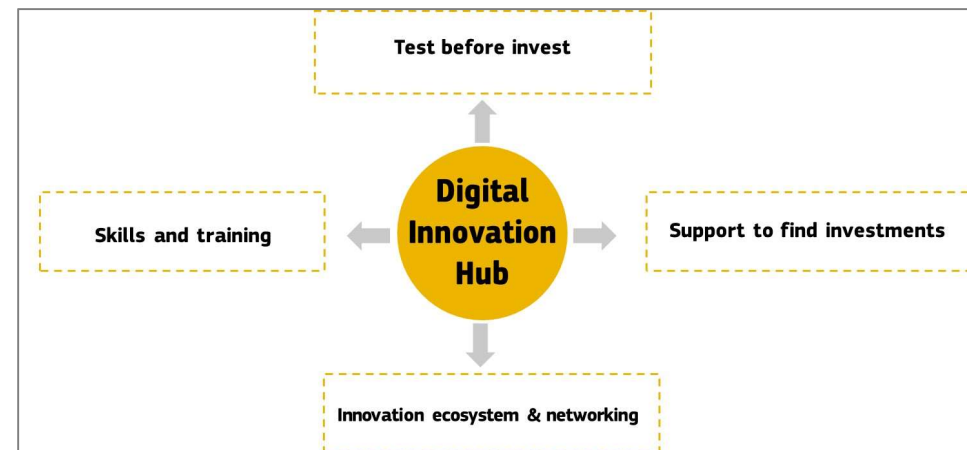 Test before invest
Digital
Innovation
Hub
Skills and training
Support to find investments
Innovation ecosystem & networking